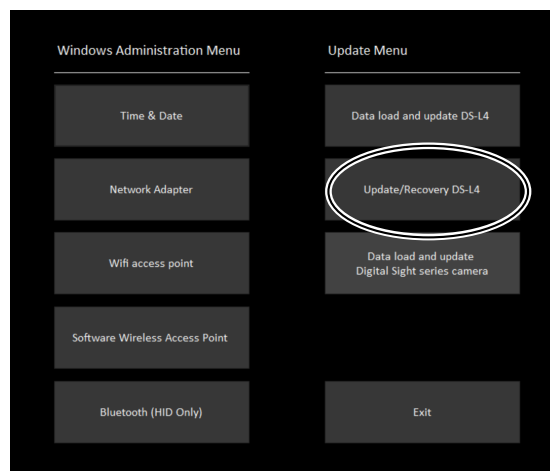 Windows Administration Menu
Update Menu
Time & Date
Data load and update DS-L4
Network Adapter
Update/Recovery DS-L4
Wifi access point
Data load and update
Digital Sight series camera
Software Wireless Access Point
Bluetooth (HID Only)
Exit